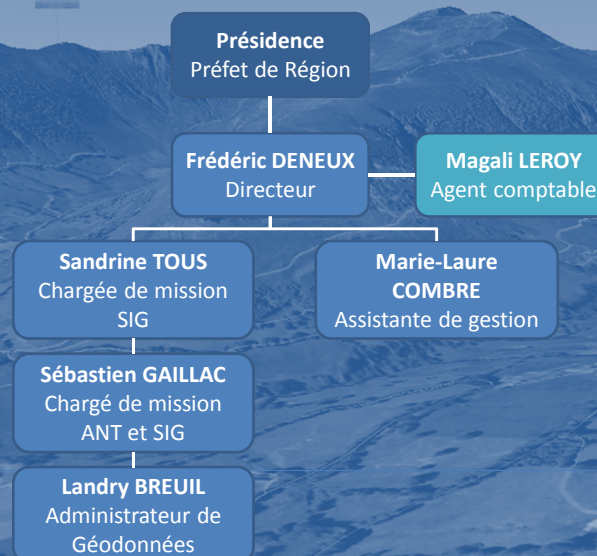 Présidence
Préfet de Région
Frédéric DENEUX
Directeur
Magali LEROY
Agent comptable
Sandrine TOUS
Chargée de mission
SIG
Marie-Laure
COMBRE
Assistante de gestion
Sébastien GAILLAC
Chargé de mission
ANT et SIG
Landry BREUIL
Administrateur de
Géodonnées